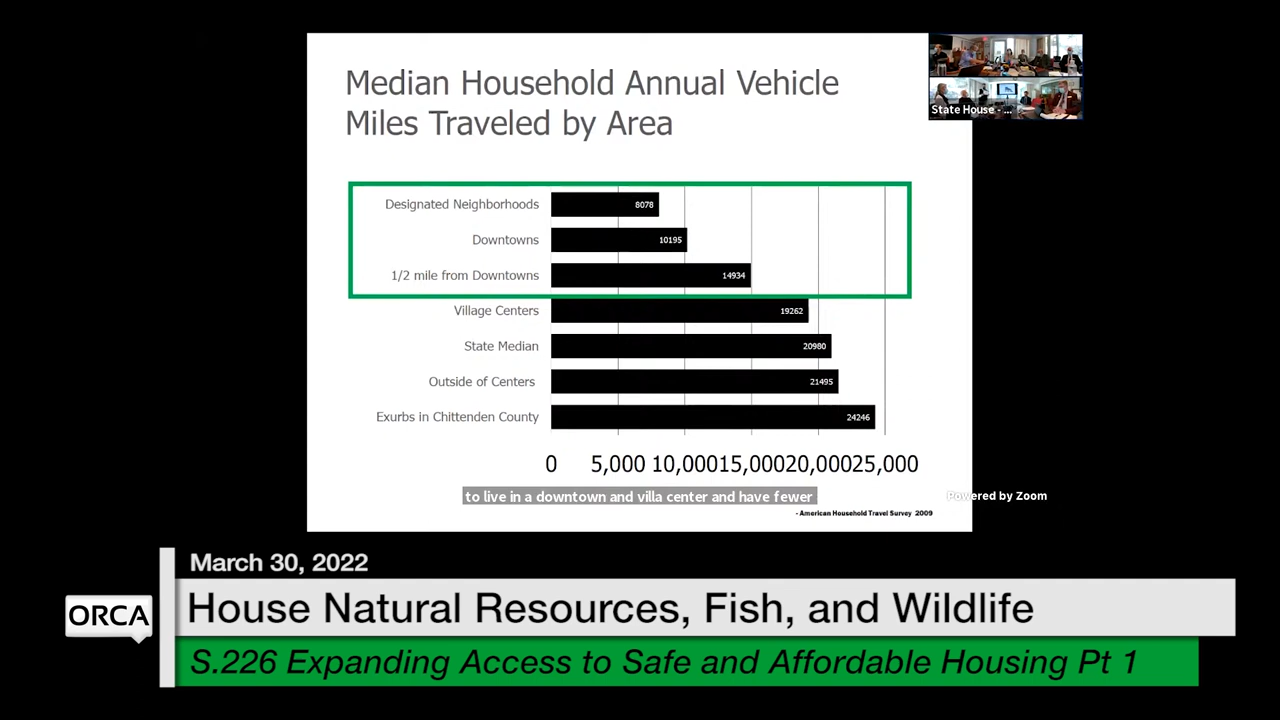 Median Household Annual Vehicle
Miles Traveled by Area
State House - ...
Designated Neighborhoods 8078
Downtowns 10195
1/2 mile from Downtowns 14934
Village Centers 19262
State Median 20980
Outside of Centers 21495
Exurbs in Chittenden County 24246
0 5,000 10,000 15,000 20,000 25,000
to live in a downtown and villa center and have fewer
Powered by Zoom
- American Household Travel Survey 2009
March 30, 2022
ORCA
House Natural Resources, Fish, and Wildlife
S.226 Expanding Access to Safe and Affordable Housing Pt 1